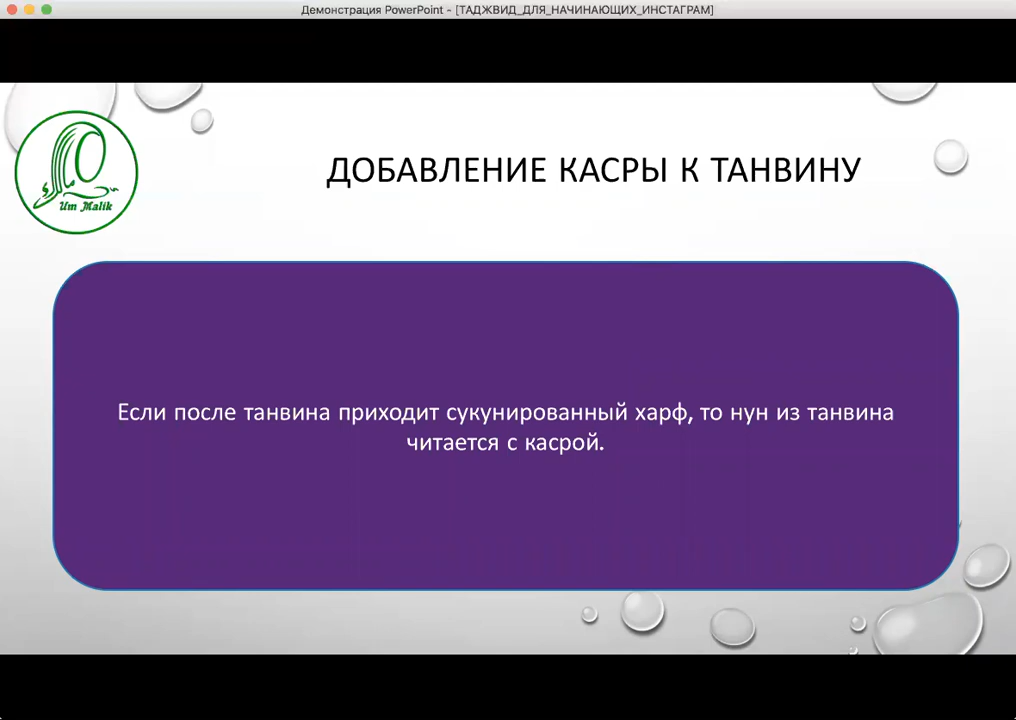 Демонстрация PowerPoint - [ТАДЖВИД_ДЛЯ_НАЧИНАЮЩИХ_ИНСТАГРАМ]
ДОБАВЛЕНИЕ КАСРЫ К ТАНВИНУ
Um Malik
Если после танвина приходит сукунированный харф, то нун из танвина
читается с касрой.